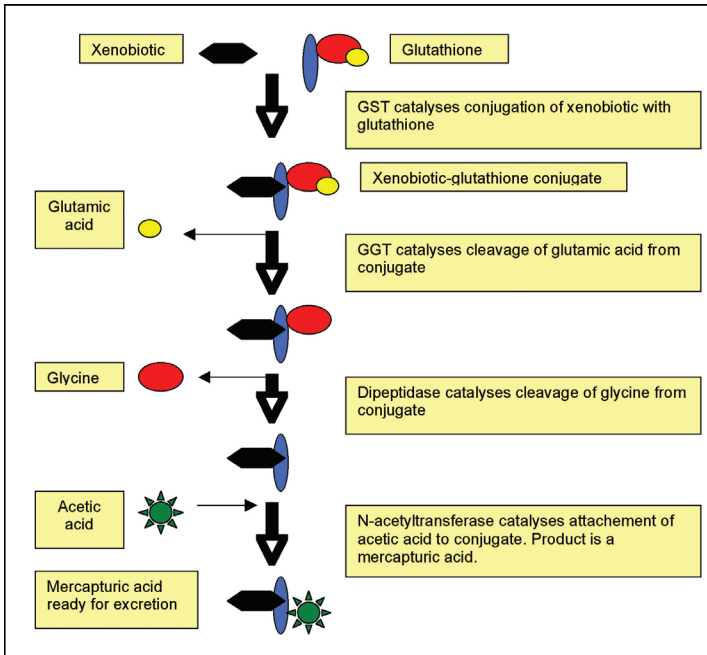 Xenobiotic
Glutathione
GST catalyses conjugation of xenobiotic with
glutathione
Xenobiotic-glutathione conjugate
Glutamic
acid
GGT catalyses cleavage of glutamic acid from
conjugate
Glycine
Dipeptidase catalyses cleavage of glycine from
conjugate
Acetic
acid
N-acetyltransferase catalyses attachement of
acetic acid to conjugate. Product is a
mercapturic acid.
Mercapturic acid
ready for excretion